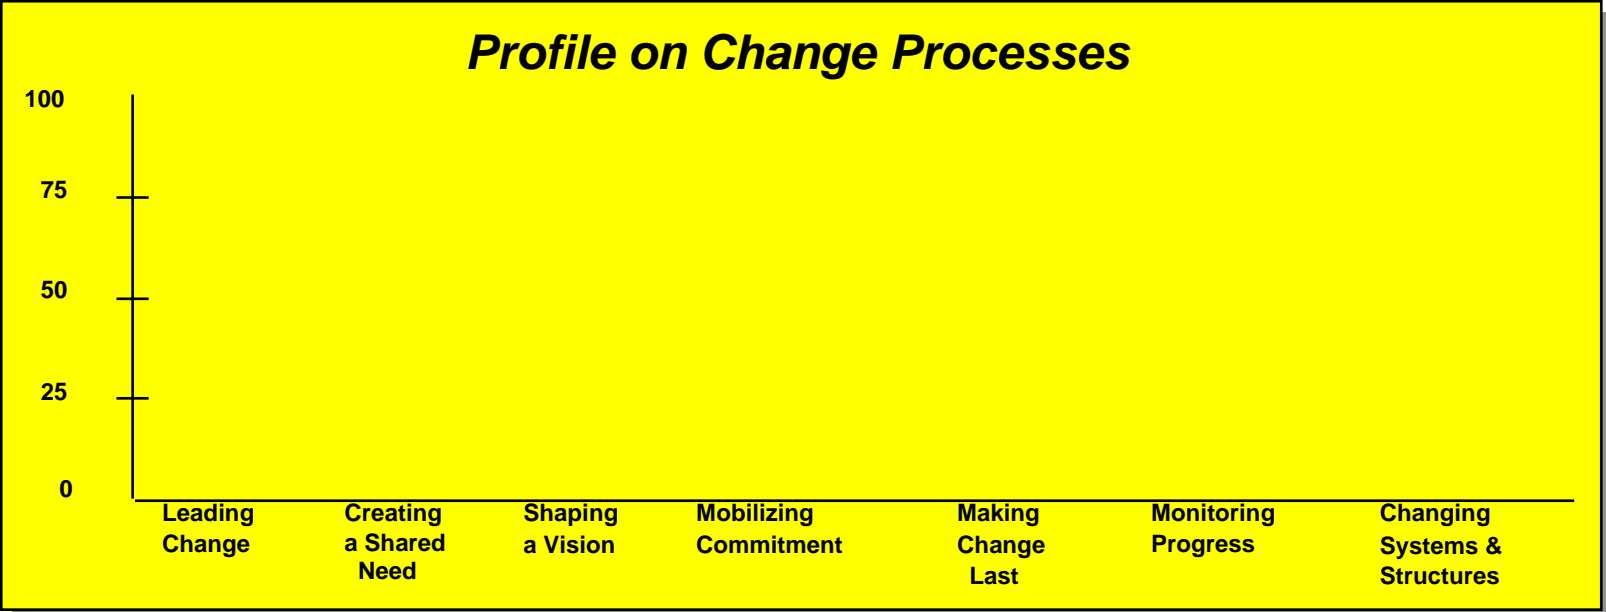 Profile on Change Processes
100
75
50
25
0
Leading
Change
Creating
a Shared
Need
Shaping
a Vision
Mobilizing
Commitment
Making
Change
Last
Monitoring
Progress
Changing
Systems &
Structures